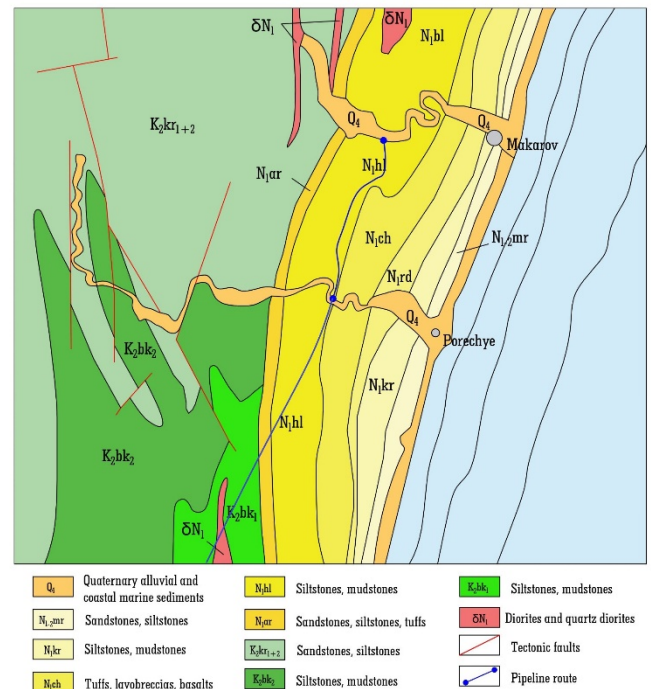 δN₁
δN₁
N₁bl
K₂kr₁₊₂
Q₄
Q₄
Makarov
N₁hl
N₁ar
N₁ch
N₁₋₂mr
N₁rd
Q₄
Porechye
K₂bk₂
N₁kr
N₁hl
K₂bk₂
K₂bk₁
δN₁
Q₄ Quaternary alluvial and
coastal marine sediments
N₁₋₂mr Sandstones, siltstones
N₁kr Siltstones, mudstones
N₁ch Tuffs, lavobreccias, basalts
N₁hl Siltstones, mudstones
N₁ar Sandstones, siltstones, tuffs
K₂kr₁₊₂ Sandstones, siltstones
K₂bk₂ Siltstones, mudstones
K₂bk₁ Siltstones, mudstones
δN₁ Diorites and quartz diorites
Tectonic faults
Pipeline route